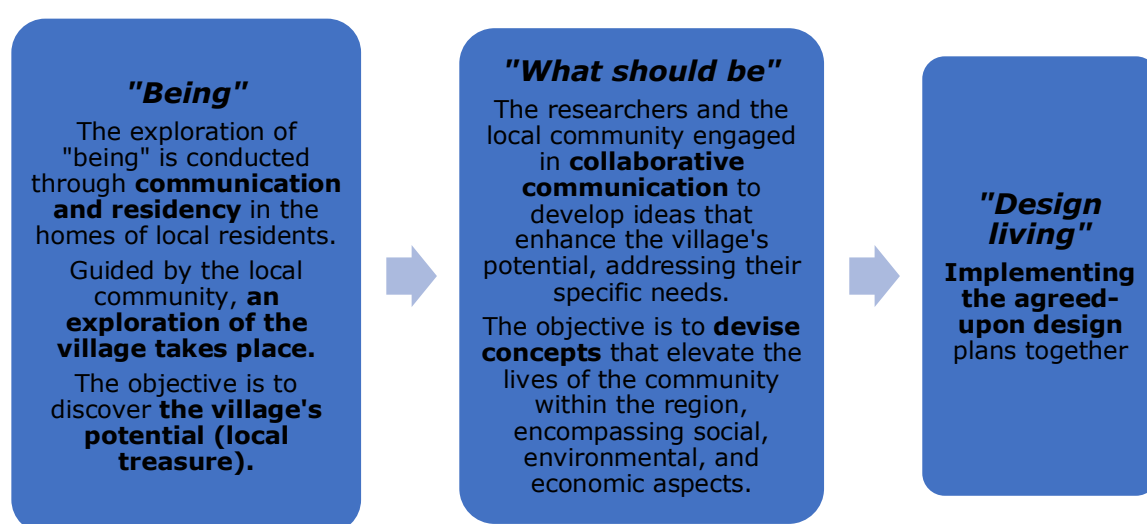 "Being"
The exploration of
"being" is conducted
through communication
and residency in the
homes of local residents.
Guided by the local
community, an
exploration of the
village takes place.
The objective is to
discover the village's
potential (local
treasure).
"What should be"
The researchers and the
local community engaged
in collaborative
communication to
develop ideas that
enhance the village's
potential, addressing their
specific needs.
The objective is to devise
concepts that elevate the
lives of the community
within the region,
encompassing social,
environmental, and
economic aspects.
"Design
living"
Implementing
the agreed-
upon design
plans together